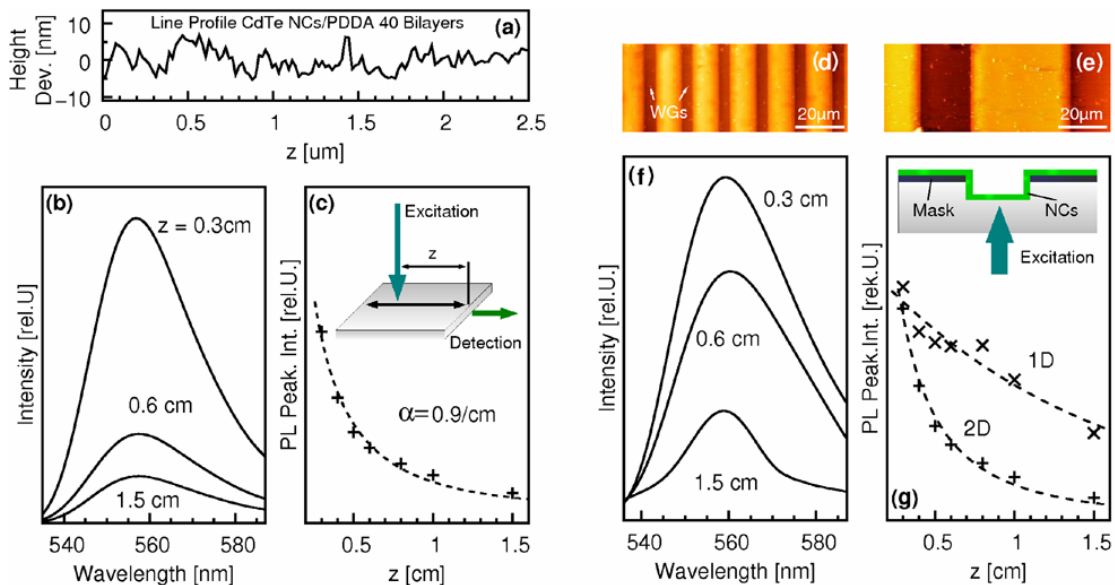 Line Profile CdTe NCs/PDDA 40 Bilayers
(a)
Height
Dev. [nm]
10
0
−10
0
0.5
1.0
1.5
2.0
2.5
z [um]
(b)
z = 0.3cm
0.6 cm
1.5 cm
Intensity [rel.U]
540
560
580
Wavelength [nm]
(c)
Excitation
z
Detection
α=0.9/cm
PL Peak. Int. [rel.U.]
0.5
1
1.5
z [cm]
(d)
WGs
20μm
(e)
20μm
(f)
0.3 cm
0.6 cm
1.5 cm
Intensity [rel.U.]
540
560
580
Wavelength [nm]
Mask
NCs
Excitation
1D
2D
(g)
PL Peak.Int. [rek.U.]
0.5
1
1.5
z [cm]